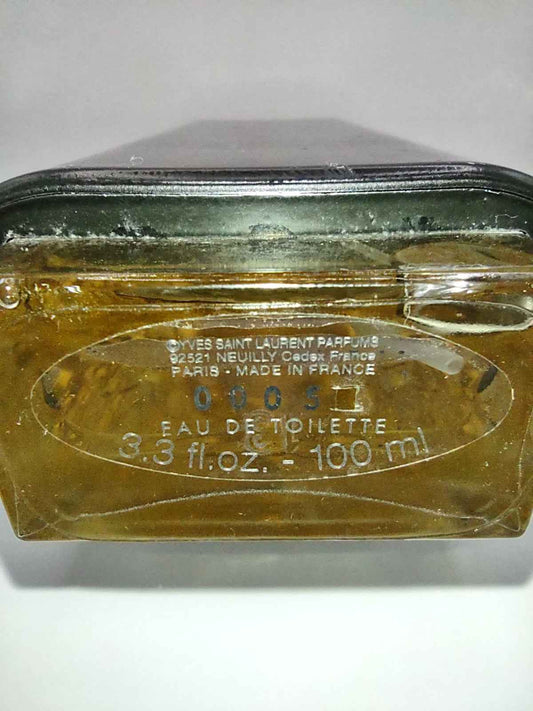 ©YVES SAINT LAURENT PARFUMS
92521 NEUILLY Cedex France
PARIS - MADE IN FRANCE
0005
EAU DE TOILETTE
3.3 fl.oz. - 100 ml